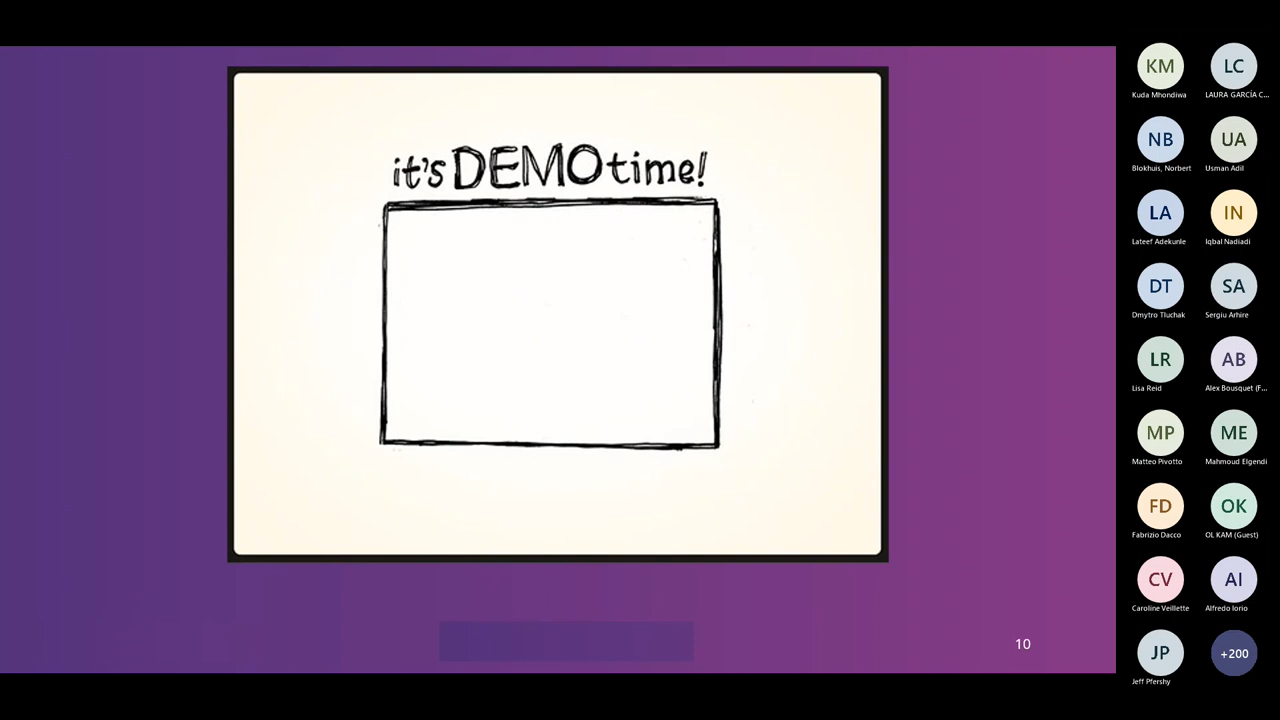 it's DEMO time!
10
KM
Kuda Mhondiwa
LC
LAURA GARCÍA C...
NB
Blokhuis, Norbert
UA
Usman Adil
LA
Lateef Adekunle
IN
Iqbal Nadiadi
DT
Dmytro Tluchak
SA
Sergiu Arhire
LR
Lisa Reid
AB
Alex Bousquet (F...
MP
Matteo Pivotto
ME
Mahmoud Elgendi
FD
Fabrizio Dacco
OK
OL KAM (Guest)
CV
Caroline Veillette
AI
Alfredo Iorio
JP
Jeff Pfershy
+200